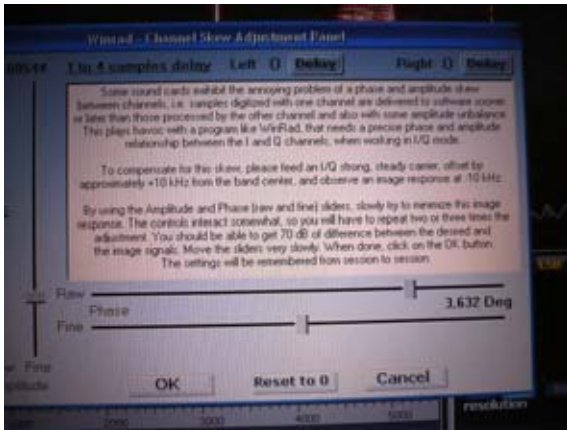 Winrad - Channel Skew Adjustment Panel
1 to 4 samples delay Left 0 Delay Right 0 Delay
Some sound cards exhibit the annoying problem of a phase and amplitude skew
between channels, i.e. samples digitized with one channel are delivered to software sooner
or later than those processed by the other channel and also with some amplitude unbalance
This plays havoc with a program like WinRad, that needs a precise phase and amplitude
relationship between the I and Q channels, when working in I/Q mode.
To compensate for this skew, please feed an I/Q strong, steady carrier, offset by
approximately +10 kHz from the band center, and observe an image response at -10 kHz.
By using the Amplitude and Phase (raw and fine) sliders, slowly try to minimize this image
response. The controls interact somewhat, so you will have to repeat two or three times the
adjustment. You should be able to get 70 dB of difference between the desired and
the image signals. Move the sliders very slowly. When done, click on the OK button.
The settings will be remembered from session to session.
Raw
Phase
3,632 Deg
Fine
Fine
OK Reset to 0 Cancel
2000 3000 4000 5000
resolution